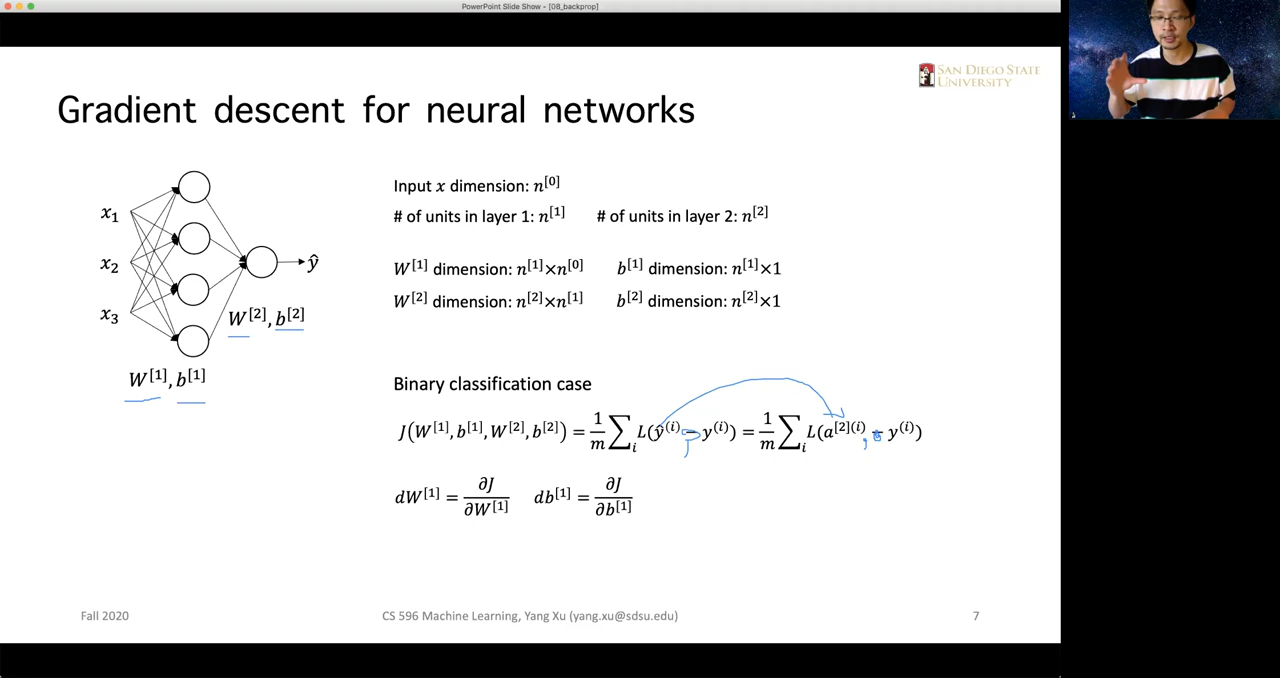 PowerPoint Slide Show - [08_backprop]
SAN DIEGO STATE
UNIVERSITY
Gradient descent for neural networks
x₁
x₂
x₃
ŷ
W^[2], b^[2]
W^[1], b^[1]
Input x dimension: n^[0]
# of units in layer 1: n^[1] # of units in layer 2: n^[2]
W^[1] dimension: n^[1]×n^[0] b^[1] dimension: n^[1]×1
W^[2] dimension: n^[2]×n^[1] b^[2] dimension: n^[2]×1
Binary classification case
J(W^[1], b^[1], W^[2], b^[2]) = 1/m ∑_i L(ŷ^(i) − y^(i)) = 1/m ∑_i L(a^[2](i) − y^(i))
dW^[1] = ∂J/∂W^[1] db^[1] = ∂J/∂b^[1]
Fall 2020
CS 596 Machine Learning, Yang Xu (yang.xu@sdsu.edu)
7